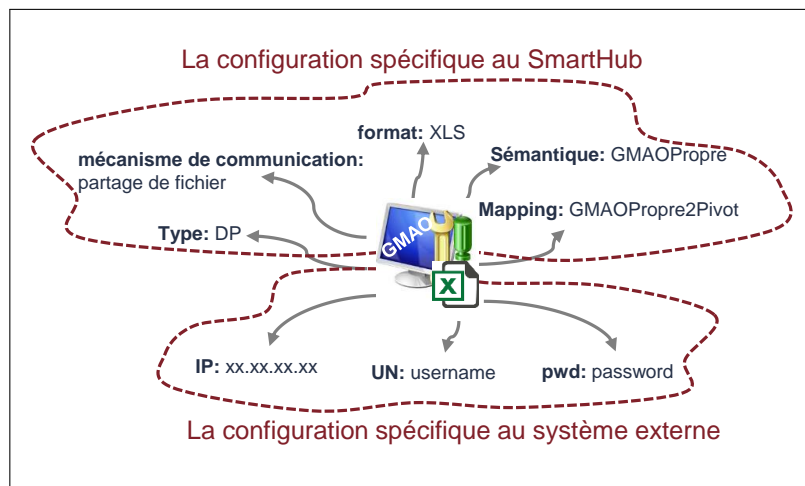 La configuration spécifique au SmartHub
format: XLS
mécanisme de communication:
partage de fichier
Sémantique: GMAOPropre
Mapping: GMAOPropre2Pivot
Type: DP
GMAO
X
IP: xx.xx.xx.xx
UN: username
pwd: password
La configuration spécifique au système externe